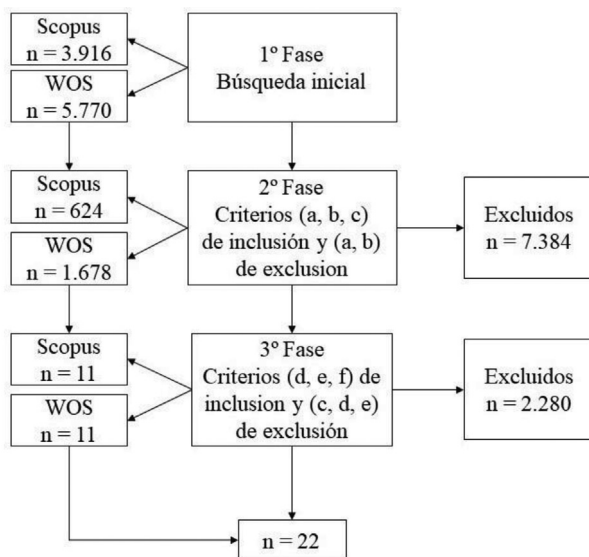 Scopus
n = 3.916
WOS
n = 5.770
1º Fase
Búsqueda inicial
Scopus
n = 624
WOS
n = 1.678
2º Fase
Criterios (a, b, c)
de inclusión y (a, b)
de exclusion
Excluidos
n = 7.384
Scopus
n = 11
WOS
n = 11
3º Fase
Criterios (d, e, f) de
inclusion y (c, d, e)
de exclusión
Excluidos
n = 2.280
n = 22